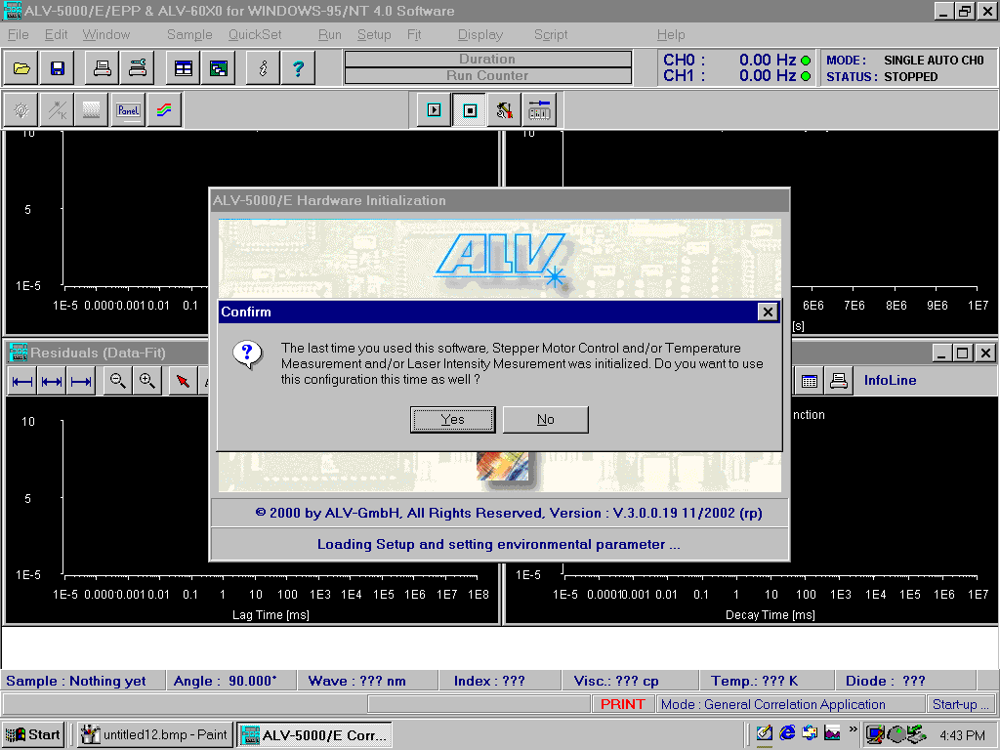 ALV-5000/E/EPP & ALV-60X0 for WINDOWS-95/NT 4.0 Software
File Edit Window Sample QuickSet Run Setup Fit Display Script Help
Duration
Run Counter
CH0 : 0.00 Hz
CH1 : 0.00 Hz
MODE : SINGLE AUTO CH0
STATUS : STOPPED
Panel
10
5
1E-5
1E-5 0.0001 0.001 0.01 0.1
10
6E6 7E6 8E6 9E6 1E7
[s]
ALV-5000/E Hardware Initialization
ALV
Confirm
The last time you used this software, Stepper Motor Control and/or Temperature
Measurement and/or Laser Intensity Mesurement was initialized. Do you want to use
this configuration this time as well ?
Yes No
© 2000 by ALV-GmbH, All Rights Reserved, Version : V.3.0.0.19 11/2002 (rp)
Loading Setup and setting environmental parameter ...
Residuals (Data-Fit)
InfoLine
nction
10
5
1E-5
1E-5 0.0001 0.001 0.01 0.1 1 10 100 1E3 1E4 1E5 1E6 1E7 1E8
Lag Time [ms]
1E-5
1E-5 0.0001 0.001 0.01 0.1 1 10 100 1E3 1E4 1E5 1E6 1E7
Decay Time [ms]
Sample : Nothing yet Angle : 90.000° Wave : ??? nm Index : ??? Visc.: ??? cp Temp.: ??? K Diode : ???
PRINT Mode : General Correlation Application Start-up ...
Start untitled12.bmp - Paint ALV-5000/E Corr... 4:43 PM